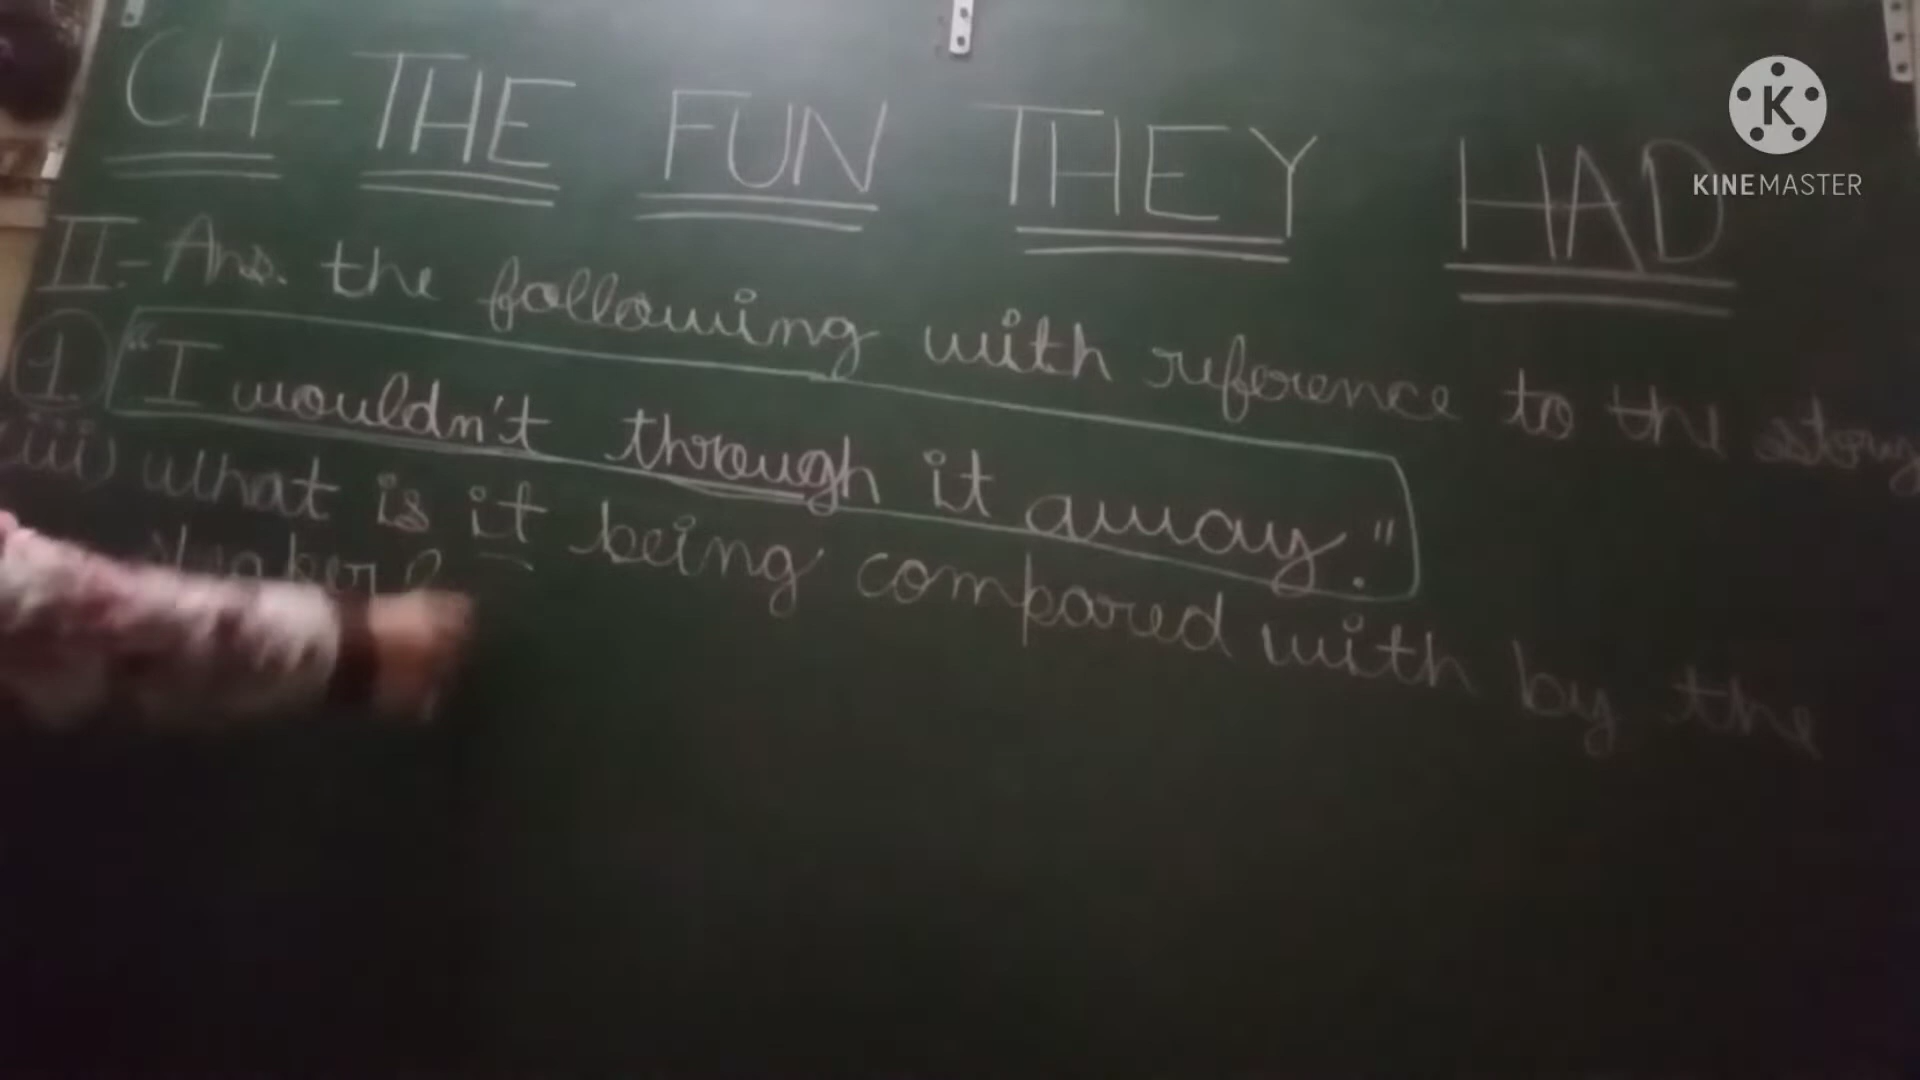 CH - THE FUN THEY HAD
II.- Ans. the following with reference to the story
1. "I wouldn't through it away."
iii) what is it being compared with by the
KINEMASTER